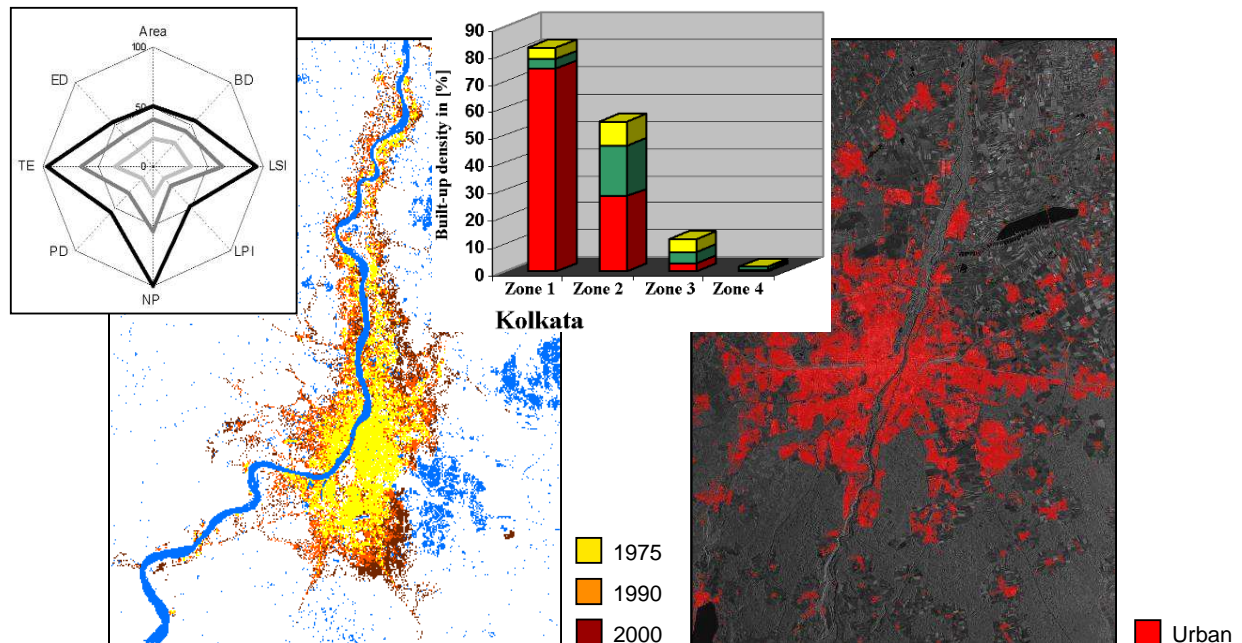 Area
100
ED
BD
50
TE
0
LSI
PD
LPI
NP
Built-up density in [%]
90
80
70
60
50
40
30
20
10
0
Zone 1 Zone 2 Zone 3 Zone 4
Kolkata
1975
1990
2000
Urban